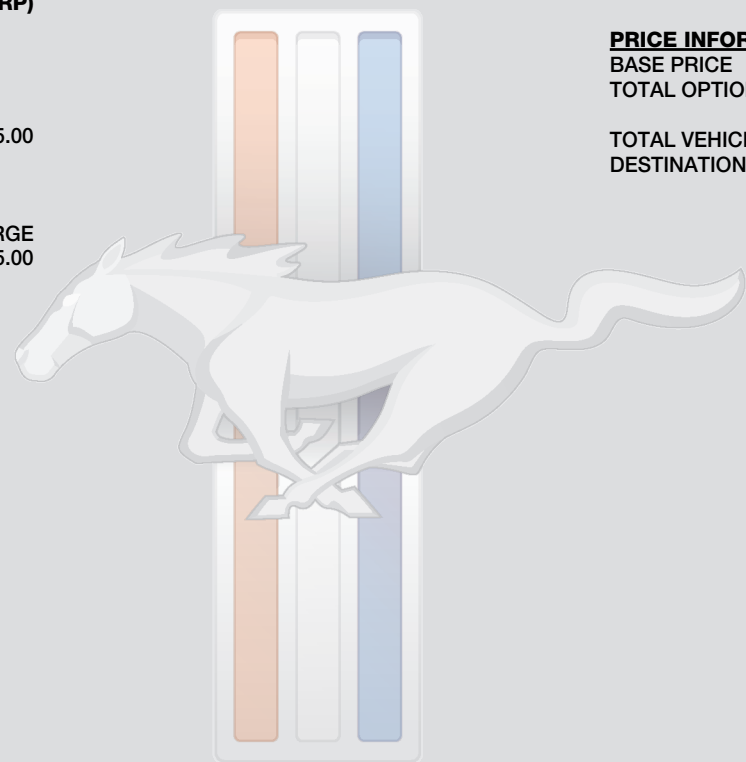 RP)
5.00
RGE
5.00
PRICE INFOR
BASE PRICE
TOTAL OPTIO
TOTAL VEHICL
DESTINATION